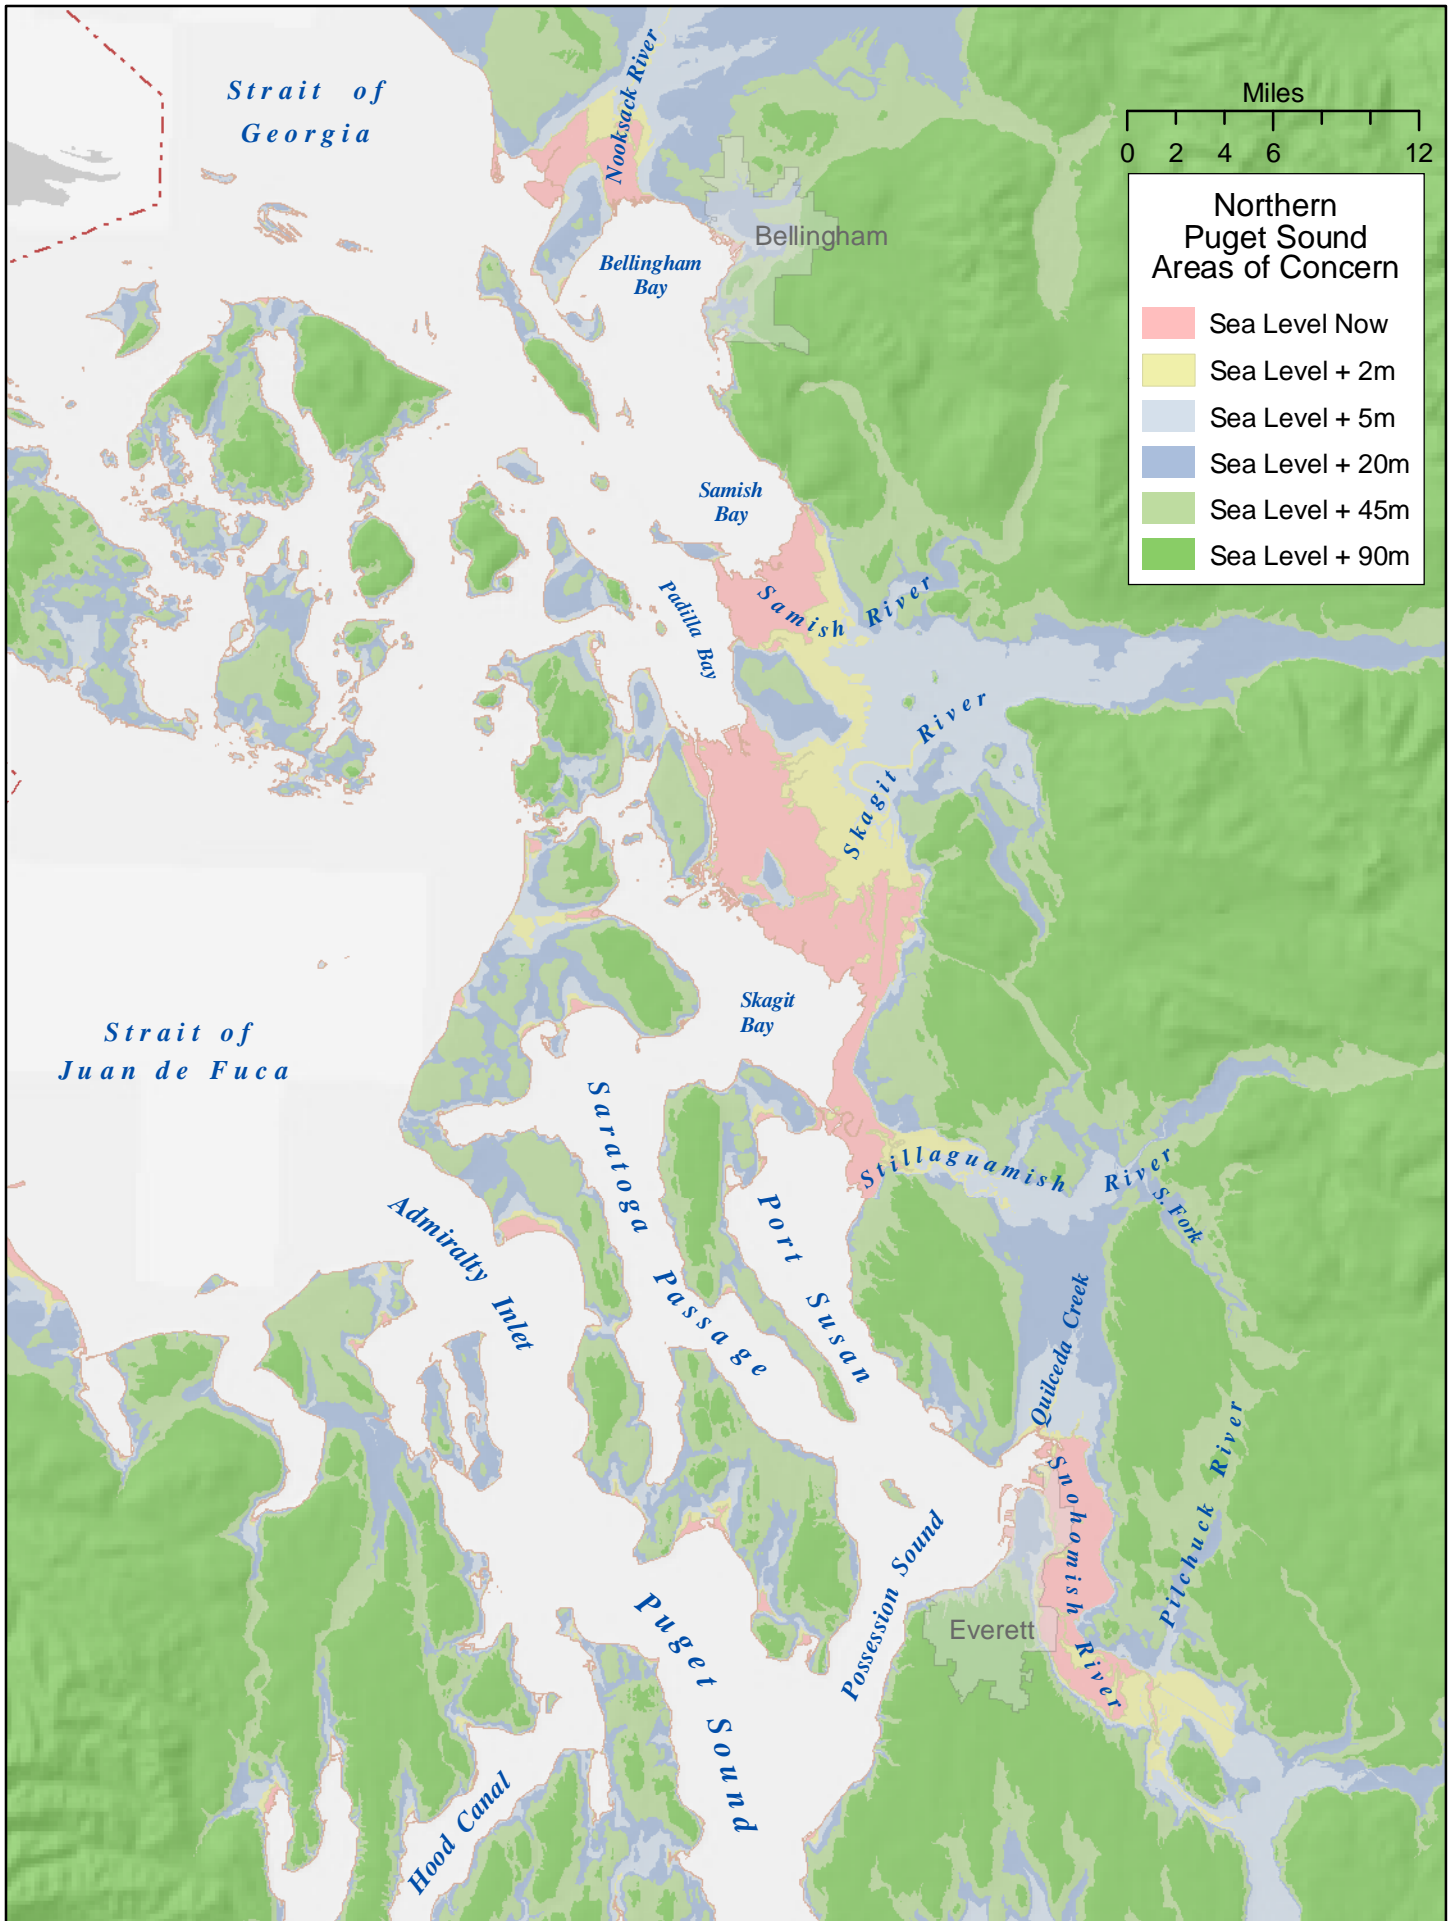 Strait of
Georgia
Nooksack River
Miles
0 2 4 6 12
Northern
Puget Sound
Areas of Concern
Sea Level Now
Sea Level + 2m
Sea Level + 5m
Sea Level + 20m
Sea Level + 45m
Sea Level + 90m
Bellingham
Bellingham
Bay
Samish
Bay
Samish River
Padilla Bay
Skagit River
Skagit
Bay
Strait of
Juan de Fuca
Saratoga Passage
Stillaguamish River
S. Fork
Port Susan
Admiralty Inlet
Quilceda Creek
Pilchuck River
Snohomish River
Possession Sound
Everett
Puget Sound
Hood Canal